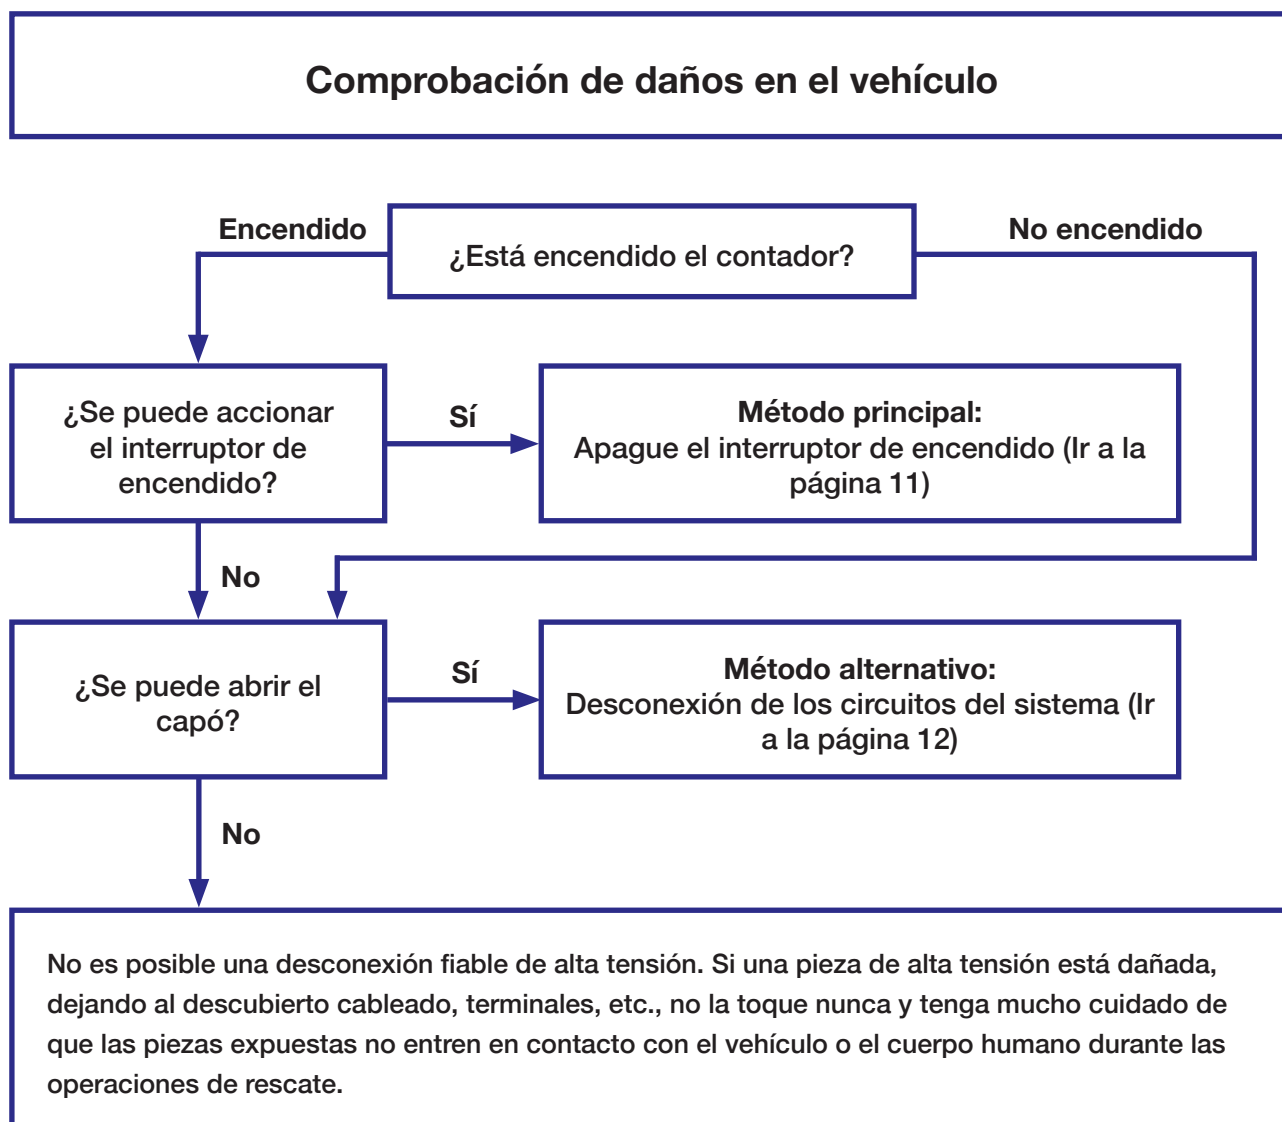 Comprobación de daños en el vehículo
Encendido
¿Está encendido el contador?
No encendido
¿Se puede accionar
el interruptor de
encendido?
Sí
Método principal:
Apague el interruptor de encendido (Ir a la
página 11)
No
¿Se puede abrir el
capó?
Sí
Método alternativo:
Desconexión de los circuitos del sistema (Ir
a la página 12)
No
No es posible una desconexión fiable de alta tensión. Si una pieza de alta tensión está dañada,
dejando al descubierto cableado, terminales, etc., no la toque nunca y tenga mucho cuidado de
que las piezas expuestas no entren en contacto con el vehículo o el cuerpo humano durante las
operaciones de rescate.